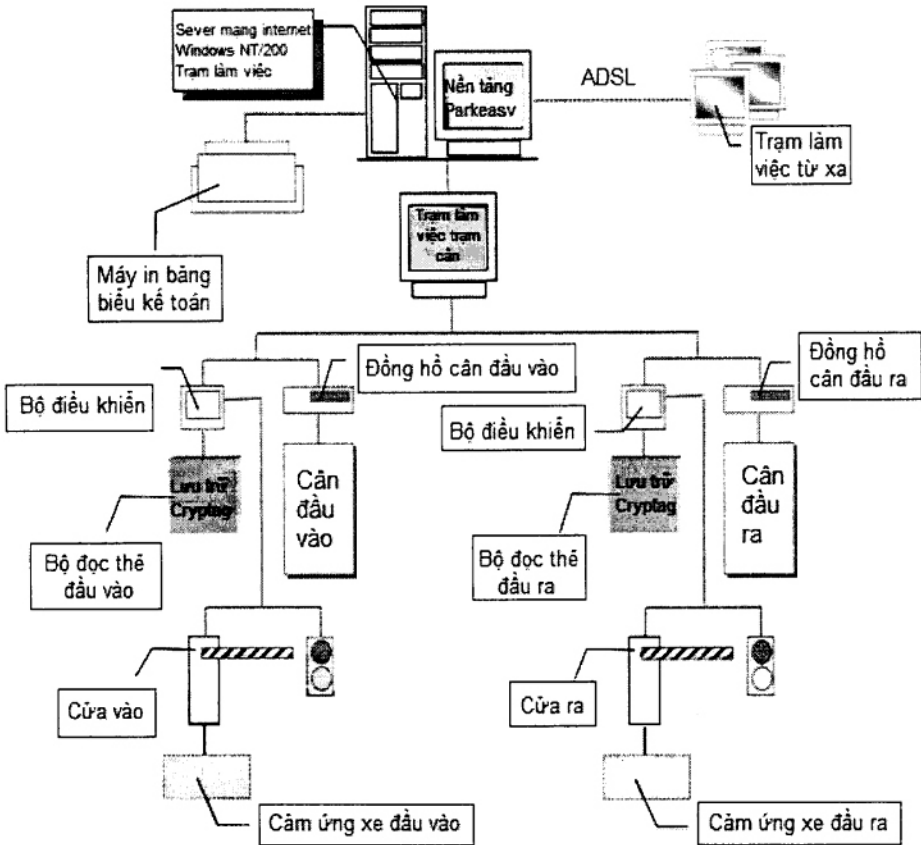 Sever mạng internet
Windows NT/200
Trạm làm việc
Nền tảng
Parkeasv
ADSL
Trạm làm
việc từ xa
Trạm làm
việc trạm
cân
Máy in bảng
biểu kế toán
Đồng hồ cân đầu vào
Đồng hồ
cân đầu ra
Bộ điều khiển
Bộ điều khiển
Lưu trữ
Cryptag
Cân
đầu
vào
Lưu trữ
Cryptag
Cân
đầu
ra
Bộ đọc thẻ
đầu vào
Bộ đọc thẻ
đầu ra
Cửa vào
Cửa ra
Cảm ứng xe đầu vào
Cảm ứng xe đầu ra